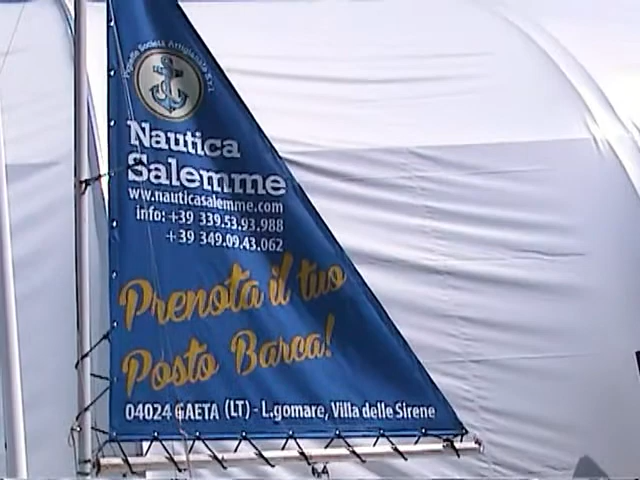 Nautica
Salemme
www.nauticasalemme.com
info: +39 339.53.93.988
+39 349.09.43.062
Prenota il tuo
Posto Barca!
04024 GAETA (LT) - L.gomare, Villa delle Sirene